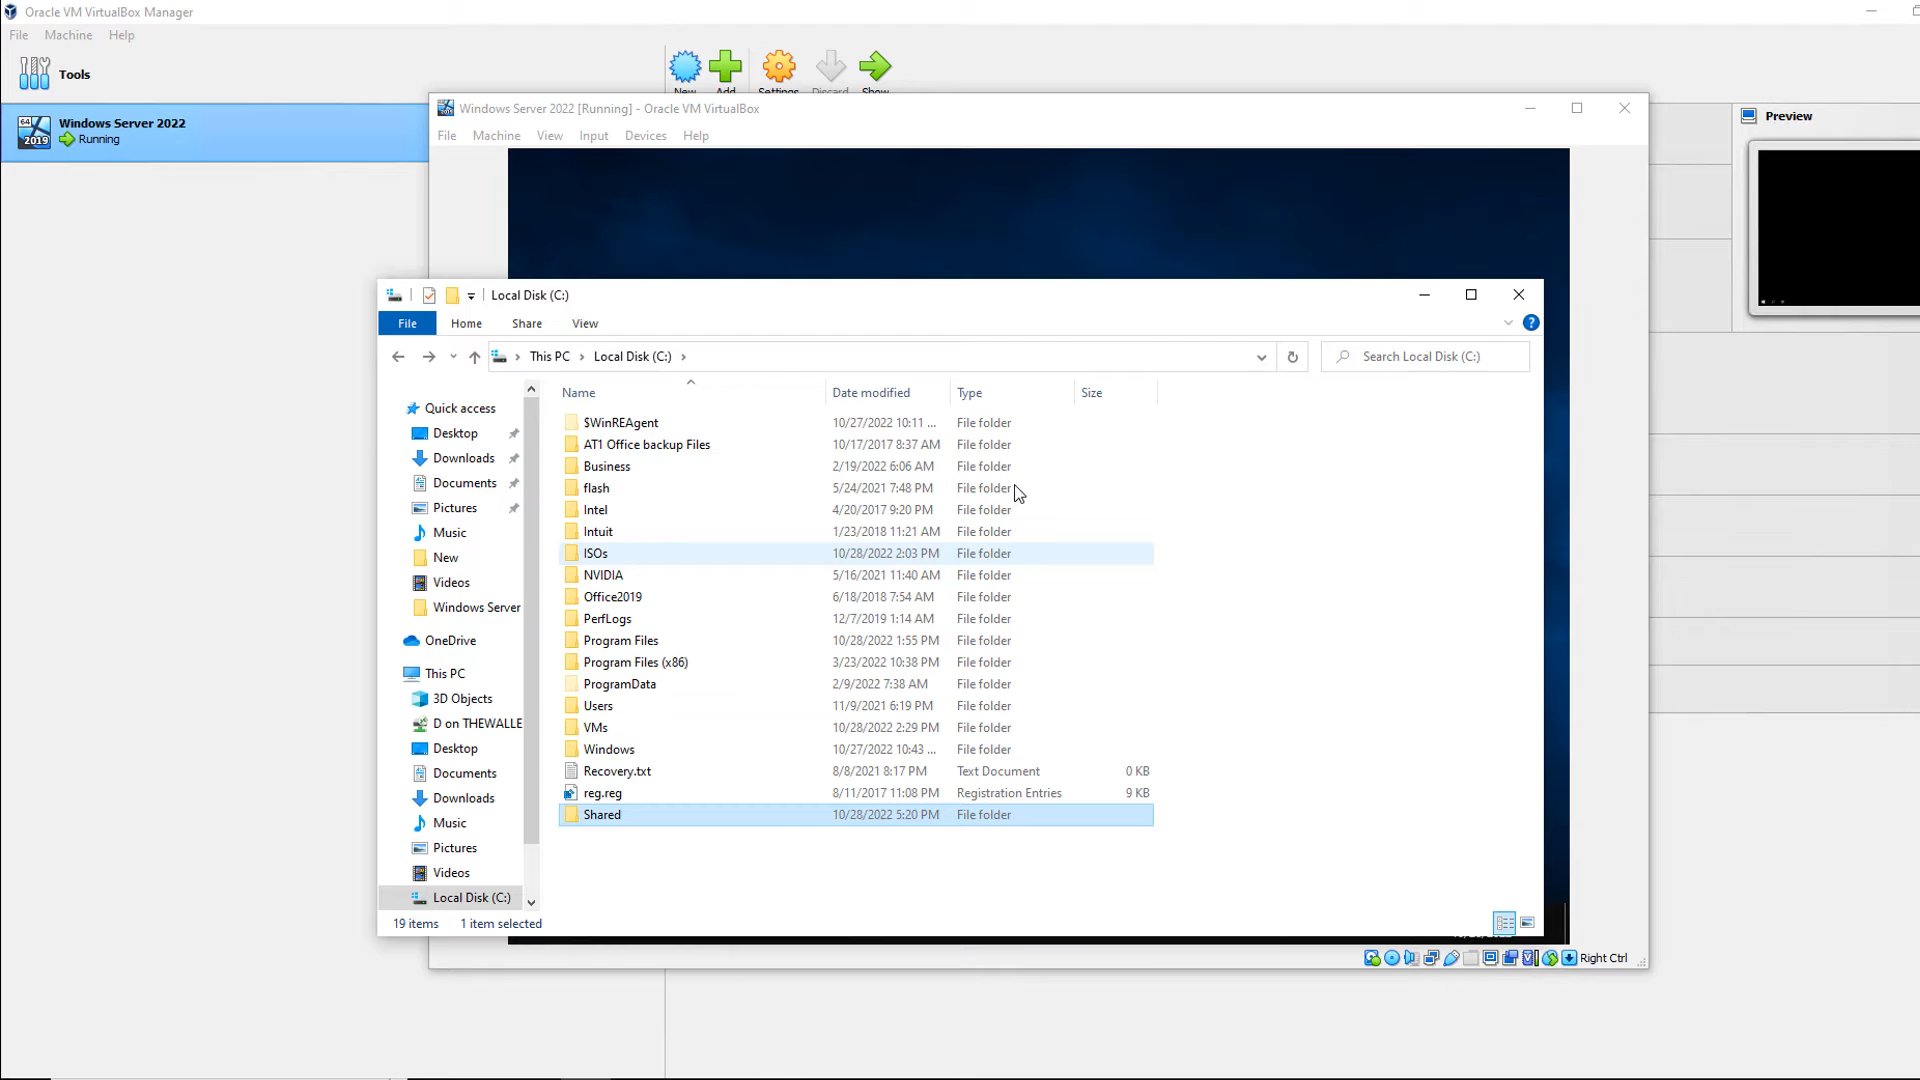 Oracle VM VirtualBox Manager
File Machine Help
Tools
New Add Settings Discard Show
64
2019
Windows Server 2022
Running
Preview
Windows Server 2022 [Running] - Oracle VM VirtualBox
File Machine View Input Devices Help
Local Disk (C:)
File Home Share View
This PC Local Disk (C:)
Search Local Disk (C:)
Name Date modified Type Size
Quick access
Desktop
Downloads
Documents
Pictures
Music
New
Videos
Windows Server
OneDrive
This PC
3D Objects
D on THEWALLE
Desktop
Documents
Downloads
Music
Pictures
Videos
Local Disk (C:)
$WinREAgent 10/27/2022 10:11 ... File folder
AT1 Office backup Files 10/17/2017 8:37 AM File folder
Business 2/19/2022 6:06 AM File folder
flash 5/24/2021 7:48 PM File folder
Intel 4/20/2017 9:20 PM File folder
Intuit 1/23/2018 11:21 AM File folder
ISOs 10/28/2022 2:03 PM File folder
NVIDIA 5/16/2021 11:40 AM File folder
Office2019 6/18/2018 7:54 AM File folder
PerfLogs 12/7/2019 1:14 AM File folder
Program Files 10/28/2022 1:55 PM File folder
Program Files (x86) 3/23/2022 10:38 PM File folder
ProgramData 2/9/2022 7:38 AM File folder
Users 11/9/2021 6:19 PM File folder
VMs 10/28/2022 2:29 PM File folder
Windows 10/27/2022 10:43 ... File folder
Recovery.txt 8/8/2021 8:17 PM Text Document 0 KB
reg.reg 8/11/2017 11:08 PM Registration Entries 9 KB
Shared 10/28/2022 5:20 PM File folder
19 items 1 item selected
Right Ctrl